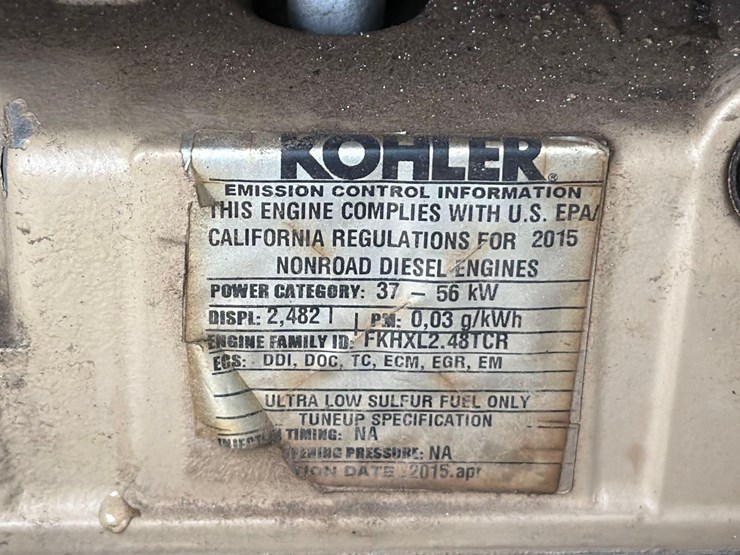 KOHLER®
EMISSION CONTROL INFORMATION
THIS ENGINE COMPLIES WITH U.S. EPA/
CALIFORNIA REGULATIONS FOR 2015
NONROAD DIESEL ENGINES
POWER CATEGORY: 37 – 56 kW
DISPL: 2,482 l PM: 0,03 g/kWh
ENGINE FAMILY ID: FKHXL2.48TCR
ECS: DDI, DOC, TC, ECM, EGR, EM
ULTRA LOW SULFUR FUEL ONLY
TUNEUP SPECIFICATION
TIMING: NA
PRESSURE: NA
DATE 2015.apr